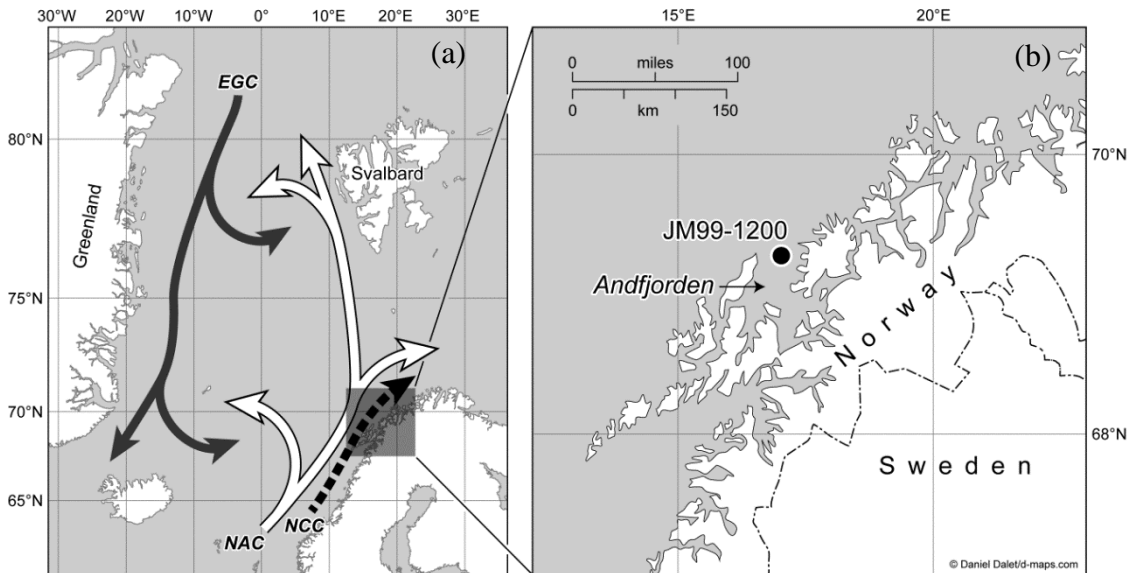 30°W 20°W 10°W 0° 10°E 20°E 30°E
(a)
EGC
80°N
Svalbard
Greenland
75°N
70°N
65°N
NAC
NCC
15°E 20°E
(b)
0 miles 100
0 km 150
70°N
JM99-1200
Andfjorden
Norway
68°N
Sweden
© Daniel Dalet/d-maps.com